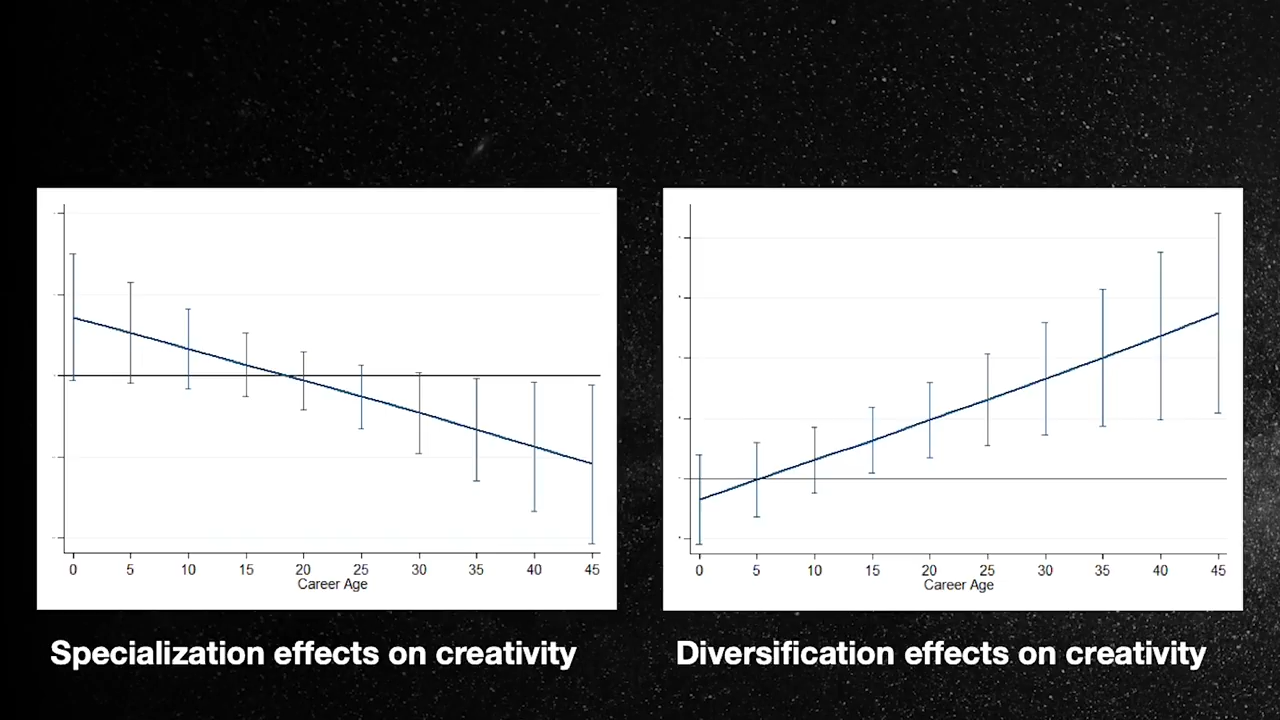 0 5 10 15 20 25 30 35 40 45
Career Age
Specialization effects on creativity
0 5 10 15 20 25 30 35 40 45
Career Age
Diversification effects on creativity